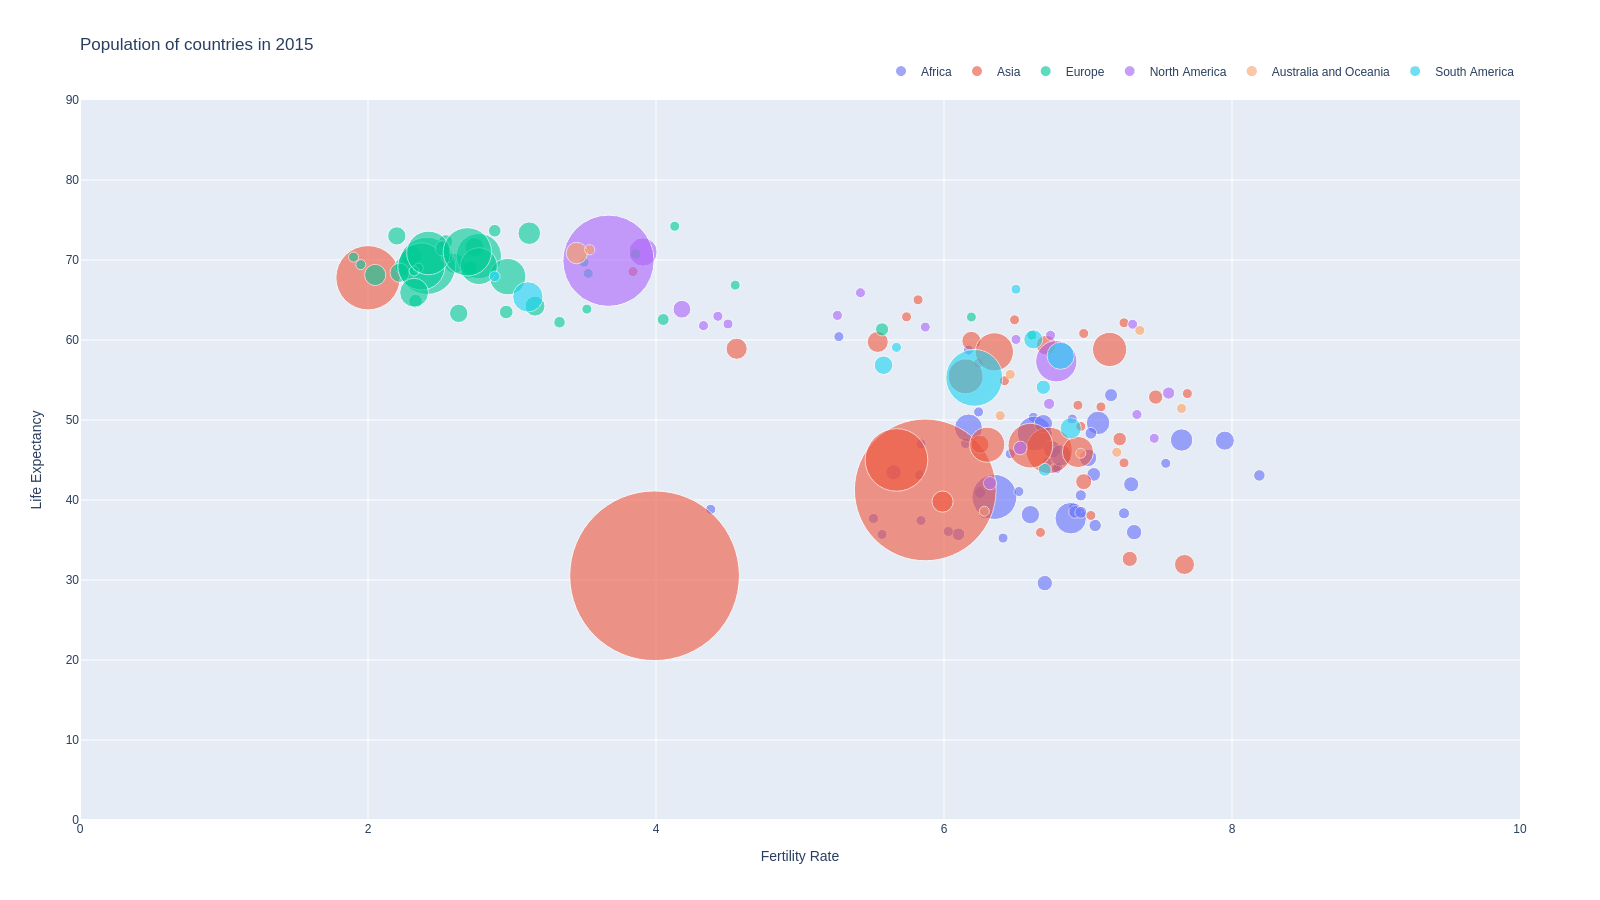 Population of countries in 2015
Africa Asia Europe North America Australia and Oceania South America
90
80
70
60
50
40
30
20
10
0
Life Expectancy
0 2 4 6 8 10
Fertility Rate